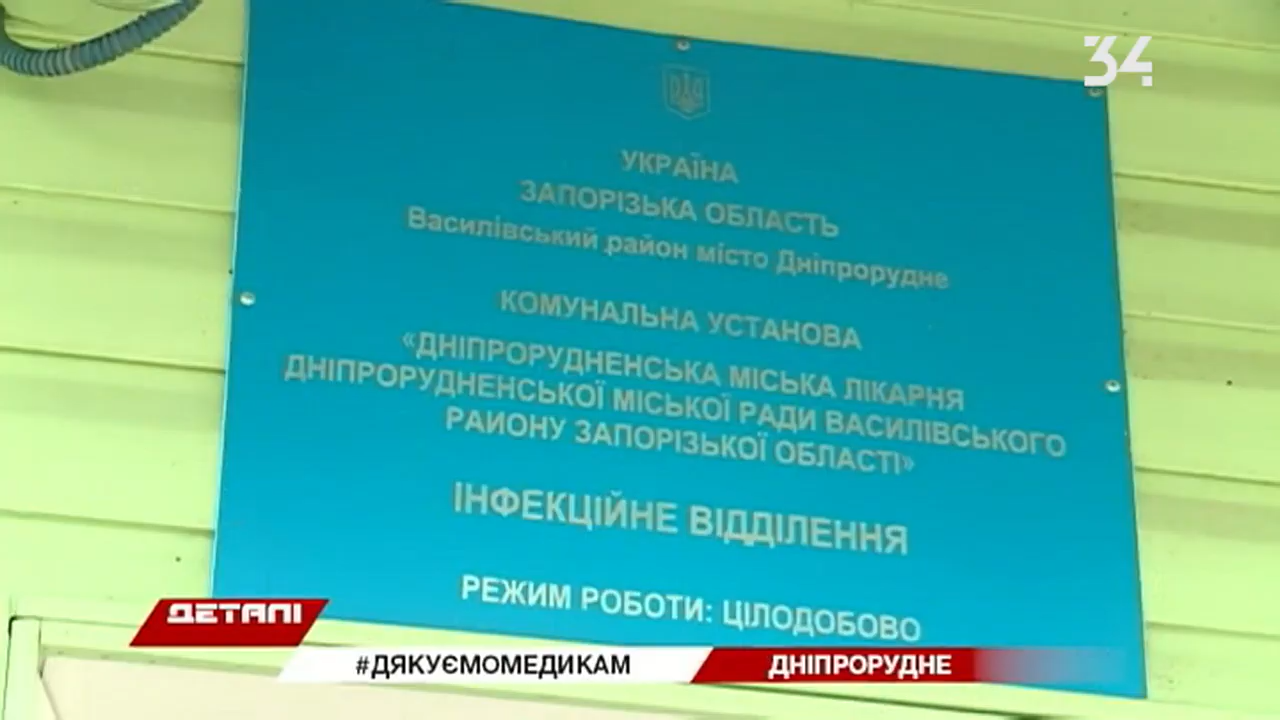 34
УКРАЇНА
ЗАПОРІЗЬКА ОБЛАСТЬ
Василівський район місто Дніпрорудне
КОМУНАЛЬНА УСТАНОВА
«ДНІПРОРУДНЕНСЬКА МІСЬКА ЛІКАРНЯ
ДНІПРОРУДНЕНСЬКОЇ МІСЬКОЇ РАДИ ВАСИЛІВСЬКОГО
РАЙОНУ ЗАПОРІЗЬКОЇ ОБЛАСТІ»
ІНФЕКЦІЙНЕ ВІДДІЛЕННЯ
РЕЖИМ РОБОТИ: ЦІЛОДОБОВО
ДЕТАЛІ
#ДЯКУЄМОМЕДИКАМ
ДНІПРОРУДНЕ